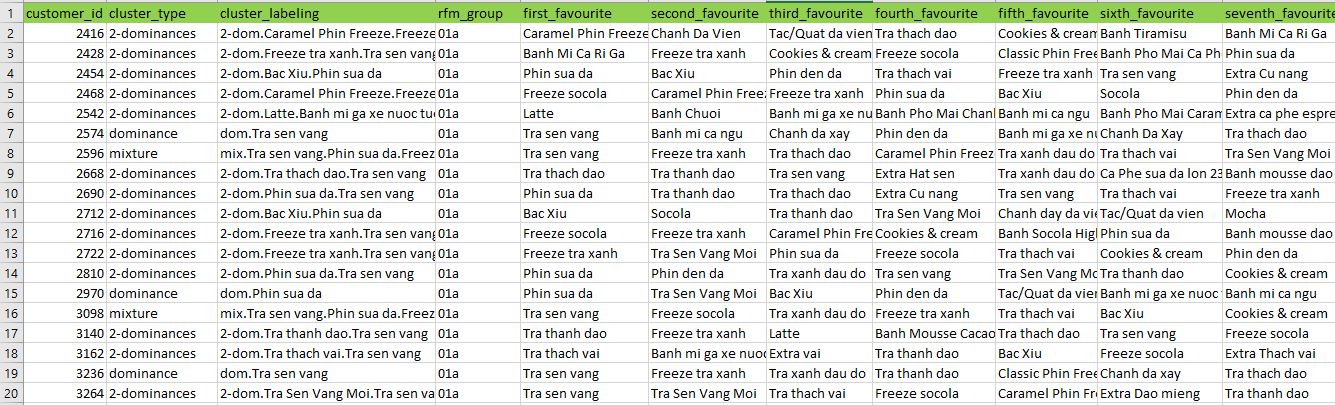 1 customer_id cluster_type cluster_labeling rfm_group first_favourite second_favourite third_favourite fourth_favourite fifth_favourite sixth_favourite seventh_favourite
2 2416 2-dominances 2-dom.Caramel Phin Freeze.Freeze 01a Caramel Phin Freeze Chanh Da Vien Tac/Quat da vien Tra thach dao Cookies & cream Banh Tiramisu Banh Mi Ca Ri Ga
3 2428 2-dominances 2-dom.Freeze tra xanh.Tra sen vang 01a Banh Mi Ca Ri Ga Freeze tra xanh Cookies & cream Freeze socola Classic Phin Free Banh Pho Mai Ca Ph Phin sua da
4 2454 2-dominances 2-dom.Bac Xiu.Phin sua da 01a Phin sua da Bac Xiu Phin den da Tra thach vai Freeze tra xanh Tra sen vang Extra Cu nang
5 2468 2-dominances 2-dom.Caramel Phin Freeze.Freeze 01a Freeze socola Caramel Phin Free Freeze tra xanh Phin sua da Bac Xiu Socola Phin den da
6 2542 2-dominances 2-dom.Latte.Banh mi ga xe nuoc tu 01a Latte Banh Chuoi Banh mi ga xe nu Banh Pho Mai Chan Banh mi ca ngu Banh Pho Mai Caram Extra ca phe espre
7 2574 dominance dom.Tra sen vang 01a Tra sen vang Banh mi ca ngu Chanh da xay Phin den da Banh mi ga xe nu Chanh Da Xay Tra thach dao
8 2596 mixture mix.Tra sen vang.Phin sua da.Freez 01a Tra sen vang Freeze tra xanh Tra thach dao Caramel Phin Freez Tra xanh dau do Tra thach vai Tra Sen Vang Moi
9 2668 2-dominances 2-dom.Tra thach dao.Tra sen vang 01a Tra thach dao Tra thanh dao Tra sen vang Extra Hat sen Tra xanh dau do Ca Phe sua da lon 23 Banh mousse dao
10 2690 2-dominances 2-dom.Phin sua da.Tra sen vang 01a Phin sua da Tra thach dao Tra thanh dao Extra Cu nang Tra sen vang Tra thach vai Freeze tra xanh
11 2712 2-dominances 2-dom.Bac Xiu.Phin sua da 01a Bac Xiu Socola Tra thanh dao Tra Sen Vang Moi Chanh day da vie Tac/Quat da vien Mocha
12 2716 2-dominances 2-dom.Freeze tra xanh.Tra sen vang 01a Freeze socola Freeze tra xanh Caramel Phin Fre Cookies & cream Banh Socola High Phin sua da Banh mousse dao
13 2722 2-dominances 2-dom.Freeze tra xanh.Tra sen vang 01a Freeze tra xanh Tra Sen Vang Moi Phin sua da Freeze socola Tra thach vai Cookies & cream Phin den da
14 2810 2-dominances 2-dom.Phin sua da.Tra sen vang 01a Phin sua da Phin den da Tra xanh dau do Tra sen vang Tra Sen Vang Mo Tra thanh dao Cookies & cream
15 2970 dominance dom.Phin sua da 01a Phin sua da Tra Sen Vang Moi Bac Xiu Phin den da Tac/Quat da vien Banh mi ga xe nuoc Banh mi ca ngu
16 3098 mixture mix.Tra sen vang.Phin sua da.Freez 01a Tra sen vang Freeze socola Tra xanh dau do Freeze tra xanh Tra thach vai Bac Xiu Cookies & cream
17 3140 2-dominances 2-dom.Tra thanh dao.Tra sen vang 01a Tra thanh dao Freeze tra xanh Latte Banh Mousse Cacao Tra thach dao Tra sen vang Freeze socola
18 3162 2-dominances 2-dom.Tra thach vai.Tra sen vang 01a Tra thach vai Banh mi ga xe nuo Extra vai Tra thanh dao Bac Xiu Freeze socola Extra Thach vai
19 3236 dominance dom.Tra sen vang 01a Tra sen vang Freeze tra xanh Tra xanh dau do Tra thach dao Classic Phin Free Chanh da xay Tra thach dao
20 3264 2-dominances 2-dom.Tra Sen Vang Moi.Tra sen va 01a Tra sen vang Tra Sen Vang Moi Tra thach vai Freeze socola Caramel Phin Fr Extra Dao mieng Tra thanh dao